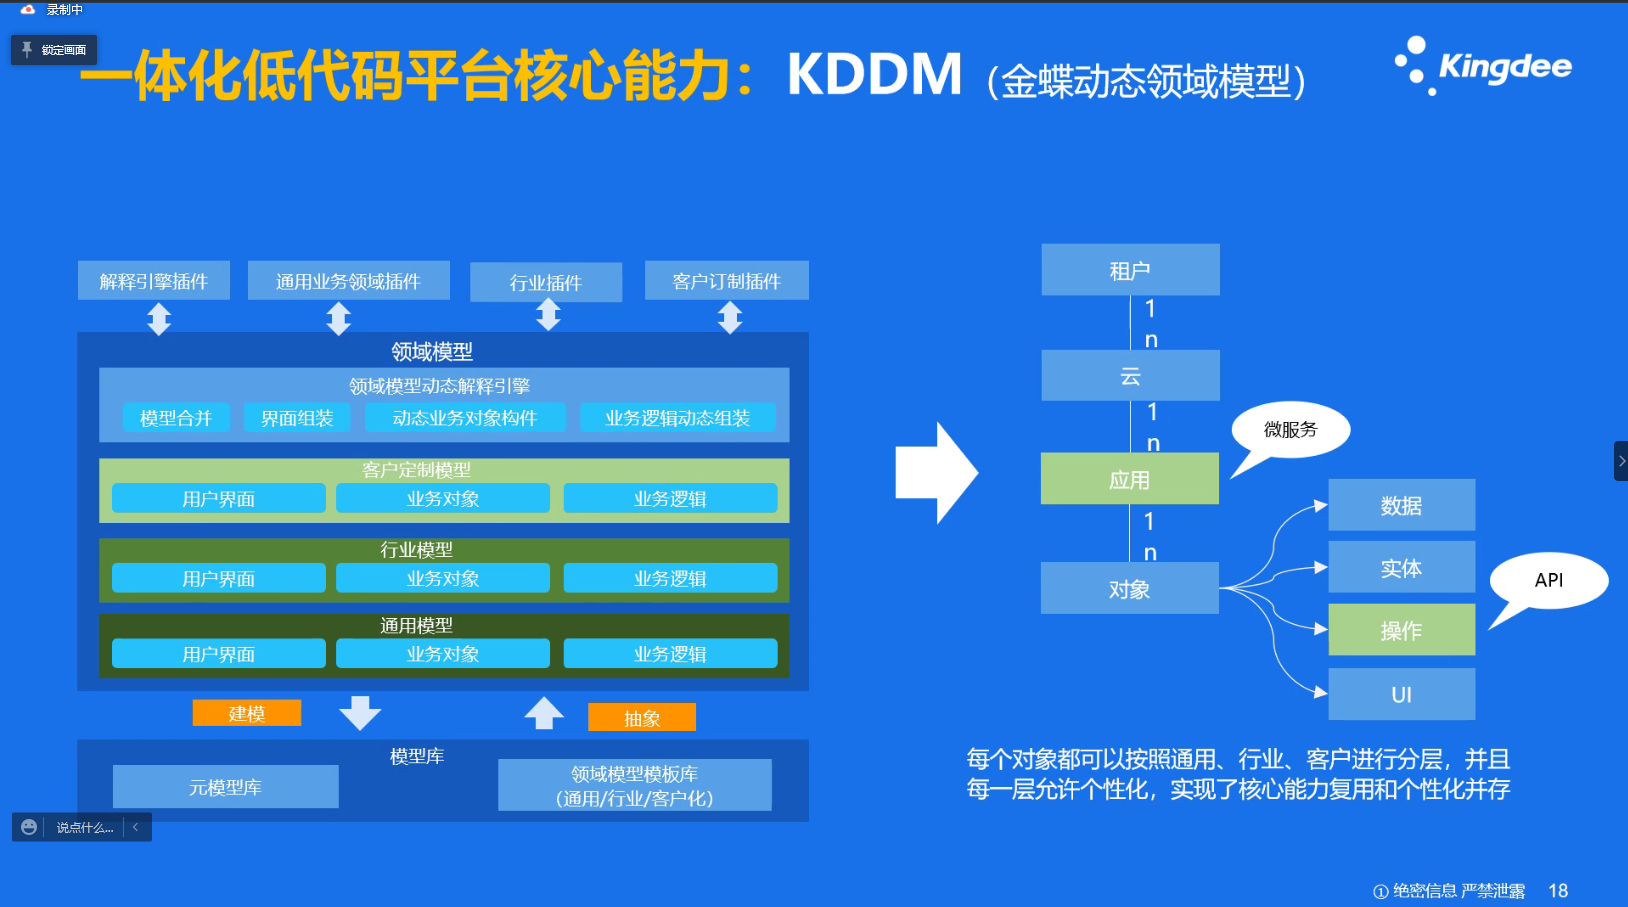 录制中
锁定画面
一体化低代码平台核心能力：KDDM（金蝶动态领域模型）
Kingdee
解释引擎插件
通用业务领域插件
行业插件
客户订制插件
领域模型
领域模型动态解释引擎
模型合并
界面组装
动态业务对象构件
业务逻辑动态组装
客户定制模型
用户界面
业务对象
业务逻辑
行业模型
用户界面
业务对象
业务逻辑
通用模型
用户界面
业务对象
业务逻辑
建模
抽象
模型库
元模型库
领域模型模板库
（通用/行业/客户化）
说点什么...
租户
1
n
云
1
n
微服务
应用
1
n
对象
数据
实体
API
操作
UI
每个对象都可以按照通用、行业、客户进行分层，并且
每一层允许个性化，实现了核心能力复用和个性化并存
① 绝密信息 严禁泄露
18